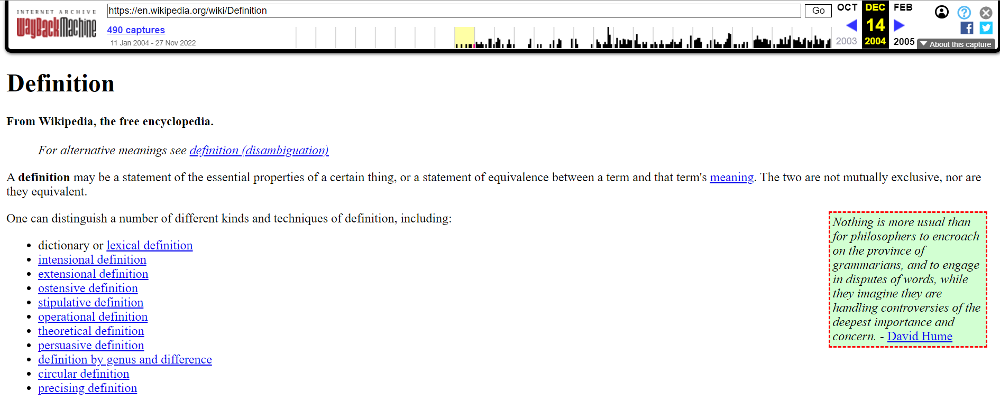 INTERNET ARCHIVE
WayBackMachine
https://en.wikipedia.org/wiki/Definition
Go
490 captures
11 Jan 2004 - 27 Nov 2022
OCT DEC FEB
14
2003 2004 2005
About this capture
Definition
From Wikipedia, the free encyclopedia.
For alternative meanings see definition (disambiguation)
A definition may be a statement of the essential properties of a certain thing, or a statement of equivalence between a term and that term's meaning. The two are not mutually exclusive, nor are
they equivalent.
One can distinguish a number of different kinds and techniques of definition, including:
• dictionary or lexical definition
• intensional definition
• extensional definition
• ostensive definition
• stipulative definition
• operational definition
• theoretical definition
• persuasive definition
• definition by genus and difference
• circular definition
• precising definition
Nothing is more usual than
for philosophers to encroach
on the province of
grammarians, and to engage
in disputes of words, while
they imagine they are
handling controversies of the
deepest importance and
concern. - David Hume